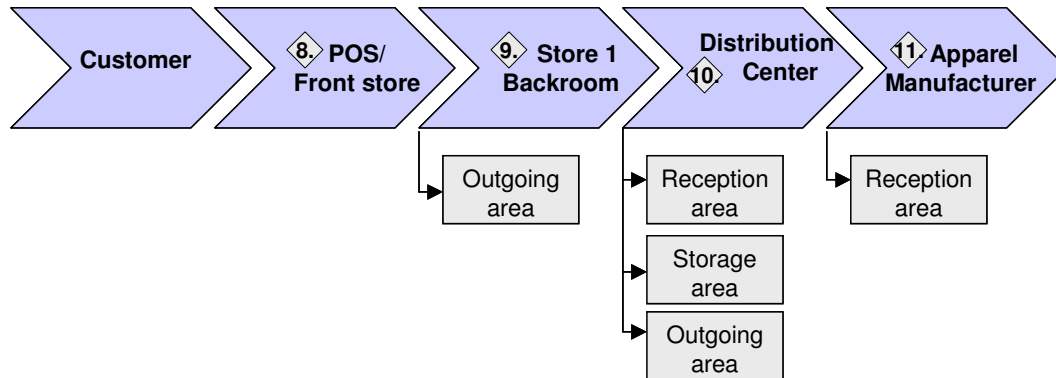 Customer
8. POS/
Front store
9. Store 1
Backroom
Distribution
10. Center
11. Apparel
Manufacturer
Outgoing
area
Reception
area
Storage
area
Outgoing
area
Reception
area